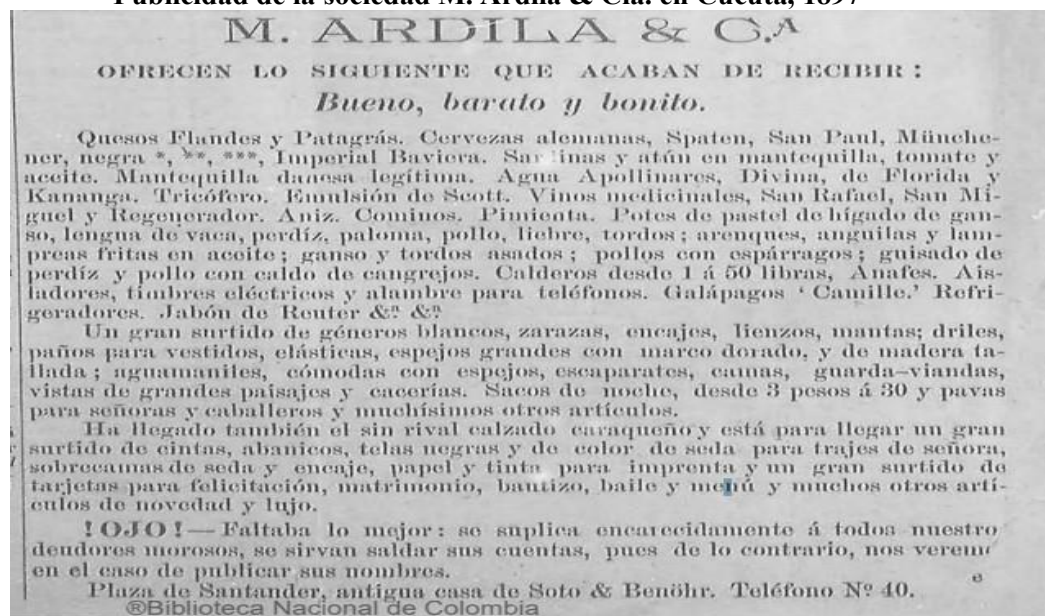 Publicidad de la sociedad M. Ardila & Cía. en Cúcuta, 1897
M. ARDILA & C.A
OFRECEN LO SIGUIENTE QUE ACABAN DE RECIBIR:
Bueno, barato y bonito.
Quesos Flandes y Patagrás. Cervezas alemanas, Spaten, San Paul, Münche-
ner, negra *, **, ***, Imperial Baviera. Sardinas y atún en mantequilla, tomate y
aceite. Mantequilla danesa legítima. Agua Apollinares, Divina, de Florida y
Kananga. Tricófero. Emulsión de Scott. Vinos medicinales, San Rafael, San Mi-
guel y Regenerador. Aniz. Cominos. Pimienta. Potes de pastel de hígado de gan-
so, lengua de vaca, perdíz, paloma, pollo, liebre, tordos; arenques, anguilas y lam-
preas fritas en aceite; ganso y tordos asados; pollos con espárragos; guisado de
perdíz y pollo con caldo de cangrejos. Calderos desde 1 á 50 libras, Anafes. Ais-
ladores, timbres eléctricos y alambre para teléfonos. Galápagos 'Camille.' Refri-
geradores. Jabón de Reuter &ª &ª
Un gran surtido de géneros blancos, zarazas, encajes, lienzos, mantas; driles,
paños para vestidos, elásticas, espejos grandes con marco dorado, y de madera ta-
llada; aguamaniles, cómodas con espejos, escaparates, camas, guarda-viandas,
vistas de grandes paisajes y cacerías. Sacos de noche, desde 3 pesos á 30 y pavas
para señoras y caballeros y muchísimos otros artículos.
Ha llegado también el sin rival calzado caraqueño y está para llegar un gran
surtido de cintas, abanicos, telas negras y de color de seda para trajes de señora,
sobrecamas de seda y encaje, papel y tinta para imprenta y un gran surtido de
tarjetas para felicitación, matrimonio, bautizo, baile y menú y muchos otros artí-
culos de novedad y lujo.
!OJO!—Faltaba lo mejor: se suplica encarecidamente á todos nuestro
deudores morosos, se sirvan saldar sus cuentas, pues de lo contrario, nos verem
en el caso de publicar sus nombres.
Plaza de Santander, antigua casa de Soto & Benöhr. Teléfono Nº 40.
®Biblioteca Nacional de Colombia